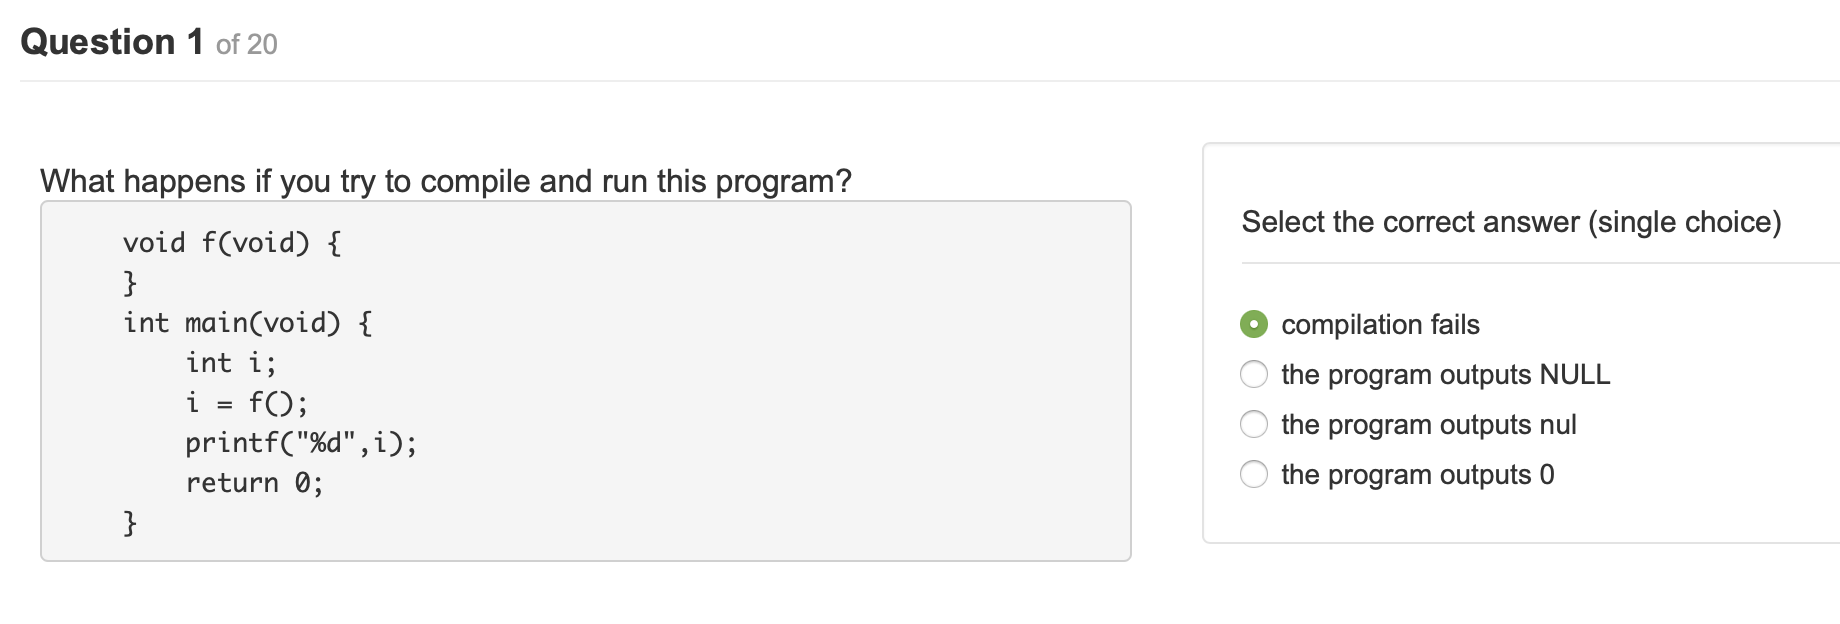 Question 1 of 20
What happens if you try to compile and run this program?
void f(void) {
}
int main(void) {
    int i;
    i = f();
    printf("%d",i);
    return 0;
}
Select the correct answer (single choice)
compilation fails
the program outputs NULL
the program outputs nul
the program outputs 0